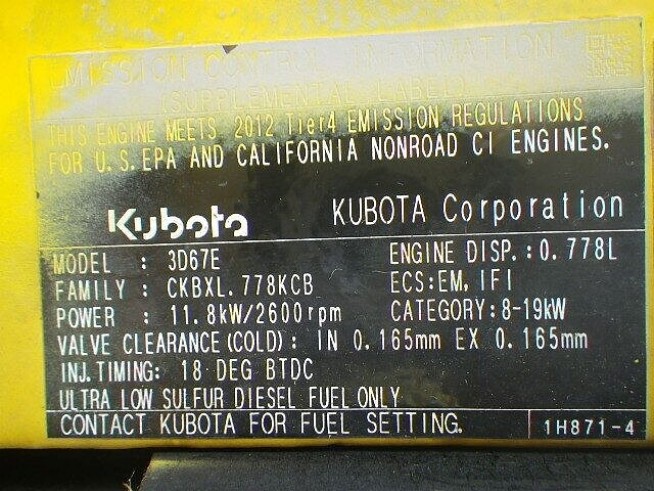 EMISSION CONTROL INFORMATION
(SUPPLEMENTAL LABEL)
THIS ENGINE MEETS 2012 Tier4 EMISSION REGULATIONS
FOR U.S.EPA AND CALIFORNIA NONROAD CI ENGINES.
Kubota KUBOTA Corporation
MODEL : 3D67E ENGINE DISP.:0.778L
FAMILY : CKBXL.778KCB ECS:EM, IFI
POWER : 11.8kW/2600rpm CATEGORY:8-19kW
VALVE CLEARANCE(COLD): IN 0.165mm EX 0.165mm
INJ.TIMING: 18 DEG BTDC
ULTRA LOW SULFUR DIESEL FUEL ONLY
CONTACT KUBOTA FOR FUEL SETTING. 1H871-4